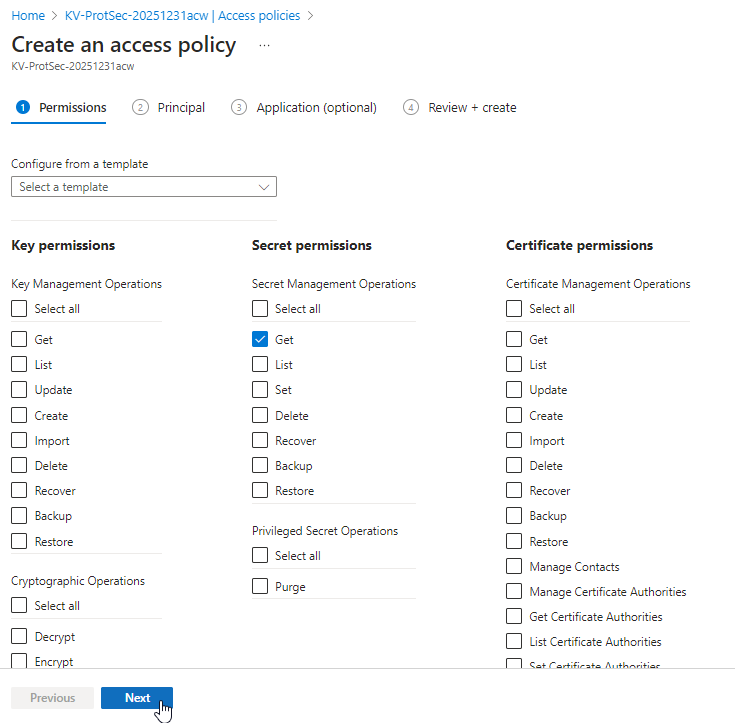 Home > KV-ProtSec-20251231acw | Access policies >
Create an access policy ...
KV-ProtSec-20251231acw
1 Permissions 2 Principal 3 Application (optional) 4 Review + create
Configure from a template
Select a template
Key permissions
Key Management Operations
Select all
Get
List
Update
Create
Import
Delete
Recover
Backup
Restore
Cryptographic Operations
Select all
Decrypt
Encrypt
Secret permissions
Secret Management Operations
Select all
Get
List
Set
Delete
Recover
Backup
Restore
Privileged Secret Operations
Select all
Purge
Certificate permissions
Certificate Management Operations
Select all
Get
List
Update
Create
Import
Delete
Recover
Backup
Restore
Manage Contacts
Manage Certificate Authorities
Get Certificate Authorities
List Certificate Authorities
Set Certificate Authorities
Previous Next